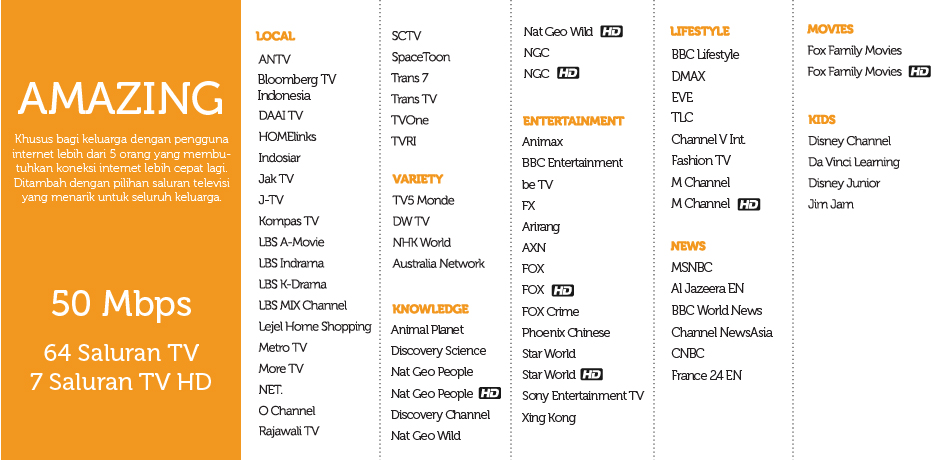 AMAZING
Khusus bagi keluarga dengan pengguna
internet lebih dari 5 orang yang membu-
tuhkan koneksi internet lebih cepat lagi.
Ditambah dengan pilihan saluran televisi
yang menarik untuk seluruh keluarga.
50 Mbps
64 Saluran TV
7 Saluran TV HD
LOCAL
ANTV
Bloomberg TV
Indonesia
DAAI TV
HOMElinks
Indosiar
Jak TV
J-TV
Kompas TV
LBS A-Movie
LBS Indrama
LBS K-Drama
LBS MIX Channel
Lejel Home Shopping
Metro TV
More TV
NET.
O Channel
Rajawali TV
SCTV
SpaceToon
Trans 7
Trans TV
TVOne
TVRI
VARIETY
TV5 Monde
DW TV
NHK World
Australia Network
KNOWLEDGE
Animal Planet
Discovery Science
Nat Geo People
Nat Geo People HD
Discovery Channel
Nat Geo Wild
Nat Geo Wild HD
NGC
NGC HD
ENTERTAINMENT
Animax
BBC Entertainment
be TV
FX
Arirang
AXN
FOX
FOX HD
FOX Crime
Phoenix Chinese
Star World
Star World HD
Sony Entertainment TV
Xing Kong
LIFESTYLE
BBC Lifestyle
DMAX
EVE
TLC
Channel V Int.
Fashion TV
M Channel
M Channel HD
NEWS
MSNBC
Al Jazeera EN
BBC World News
Channel NewsAsia
CNBC
France 24 EN
MOVIES
Fox Family Movies
Fox Family Movies HD
KIDS
Disney Channel
Da Vinci Learning
Disney Junior
Jim Jam